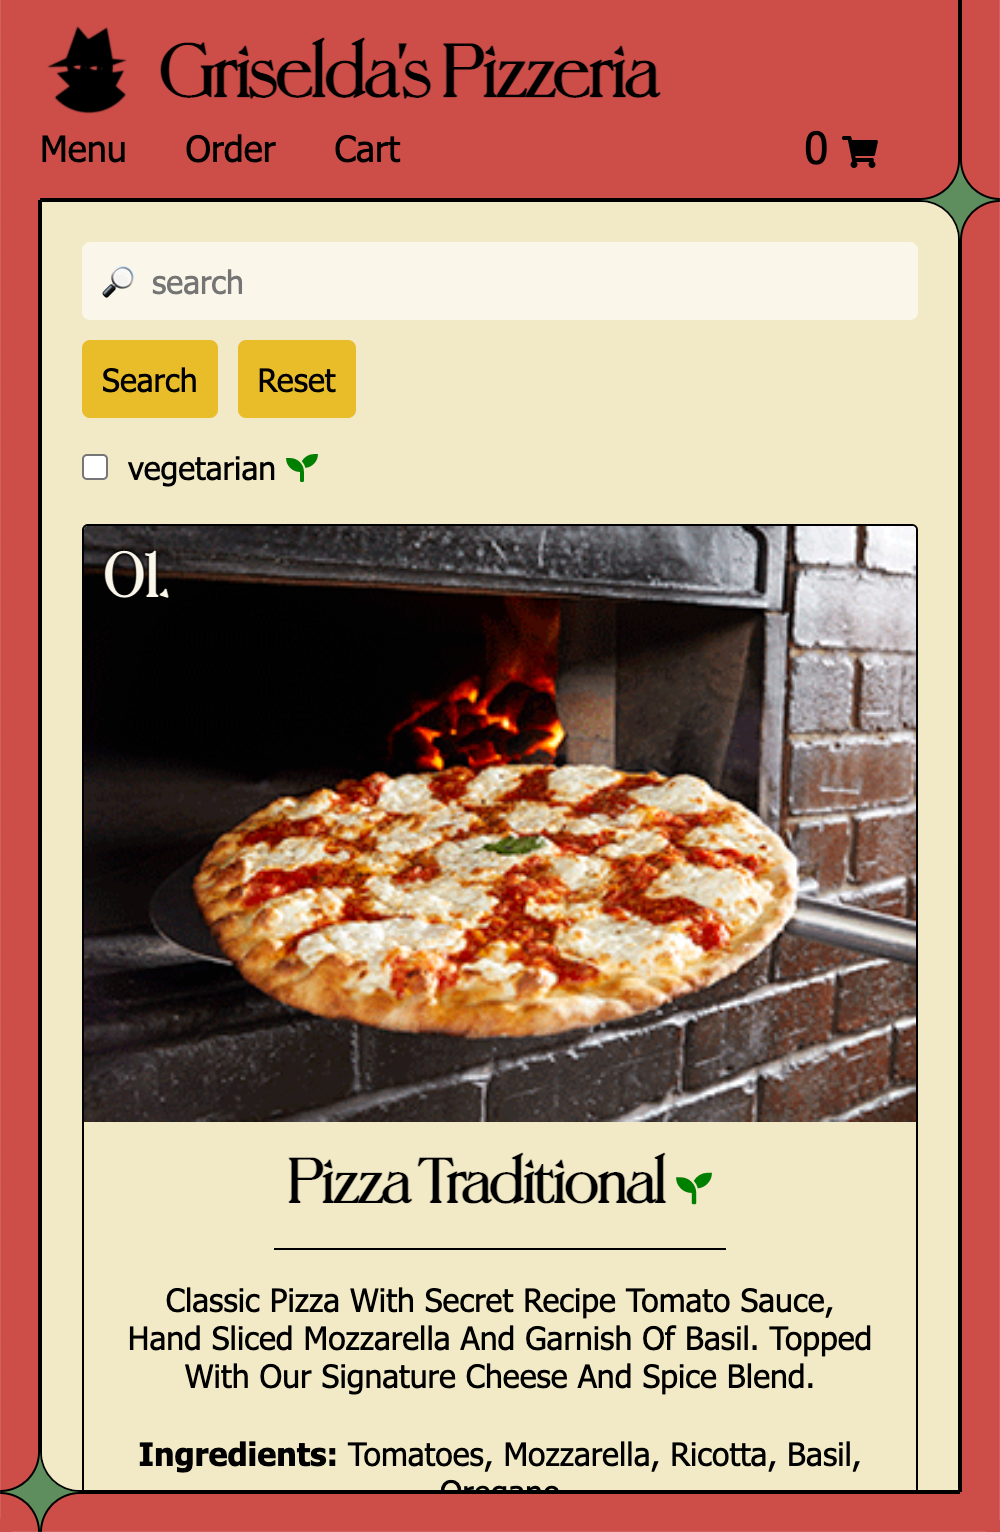 Griselda's Pizzeria
Menu Order Cart 0
search
Search Reset
vegetarian
01.
Pizza Traditional
Classic Pizza With Secret Recipe Tomato Sauce,
Hand Sliced Mozzarella And Garnish Of Basil. Topped
With Our Signature Cheese And Spice Blend.
Ingredients: Tomatoes, Mozzarella, Ricotta, Basil,
Oregano